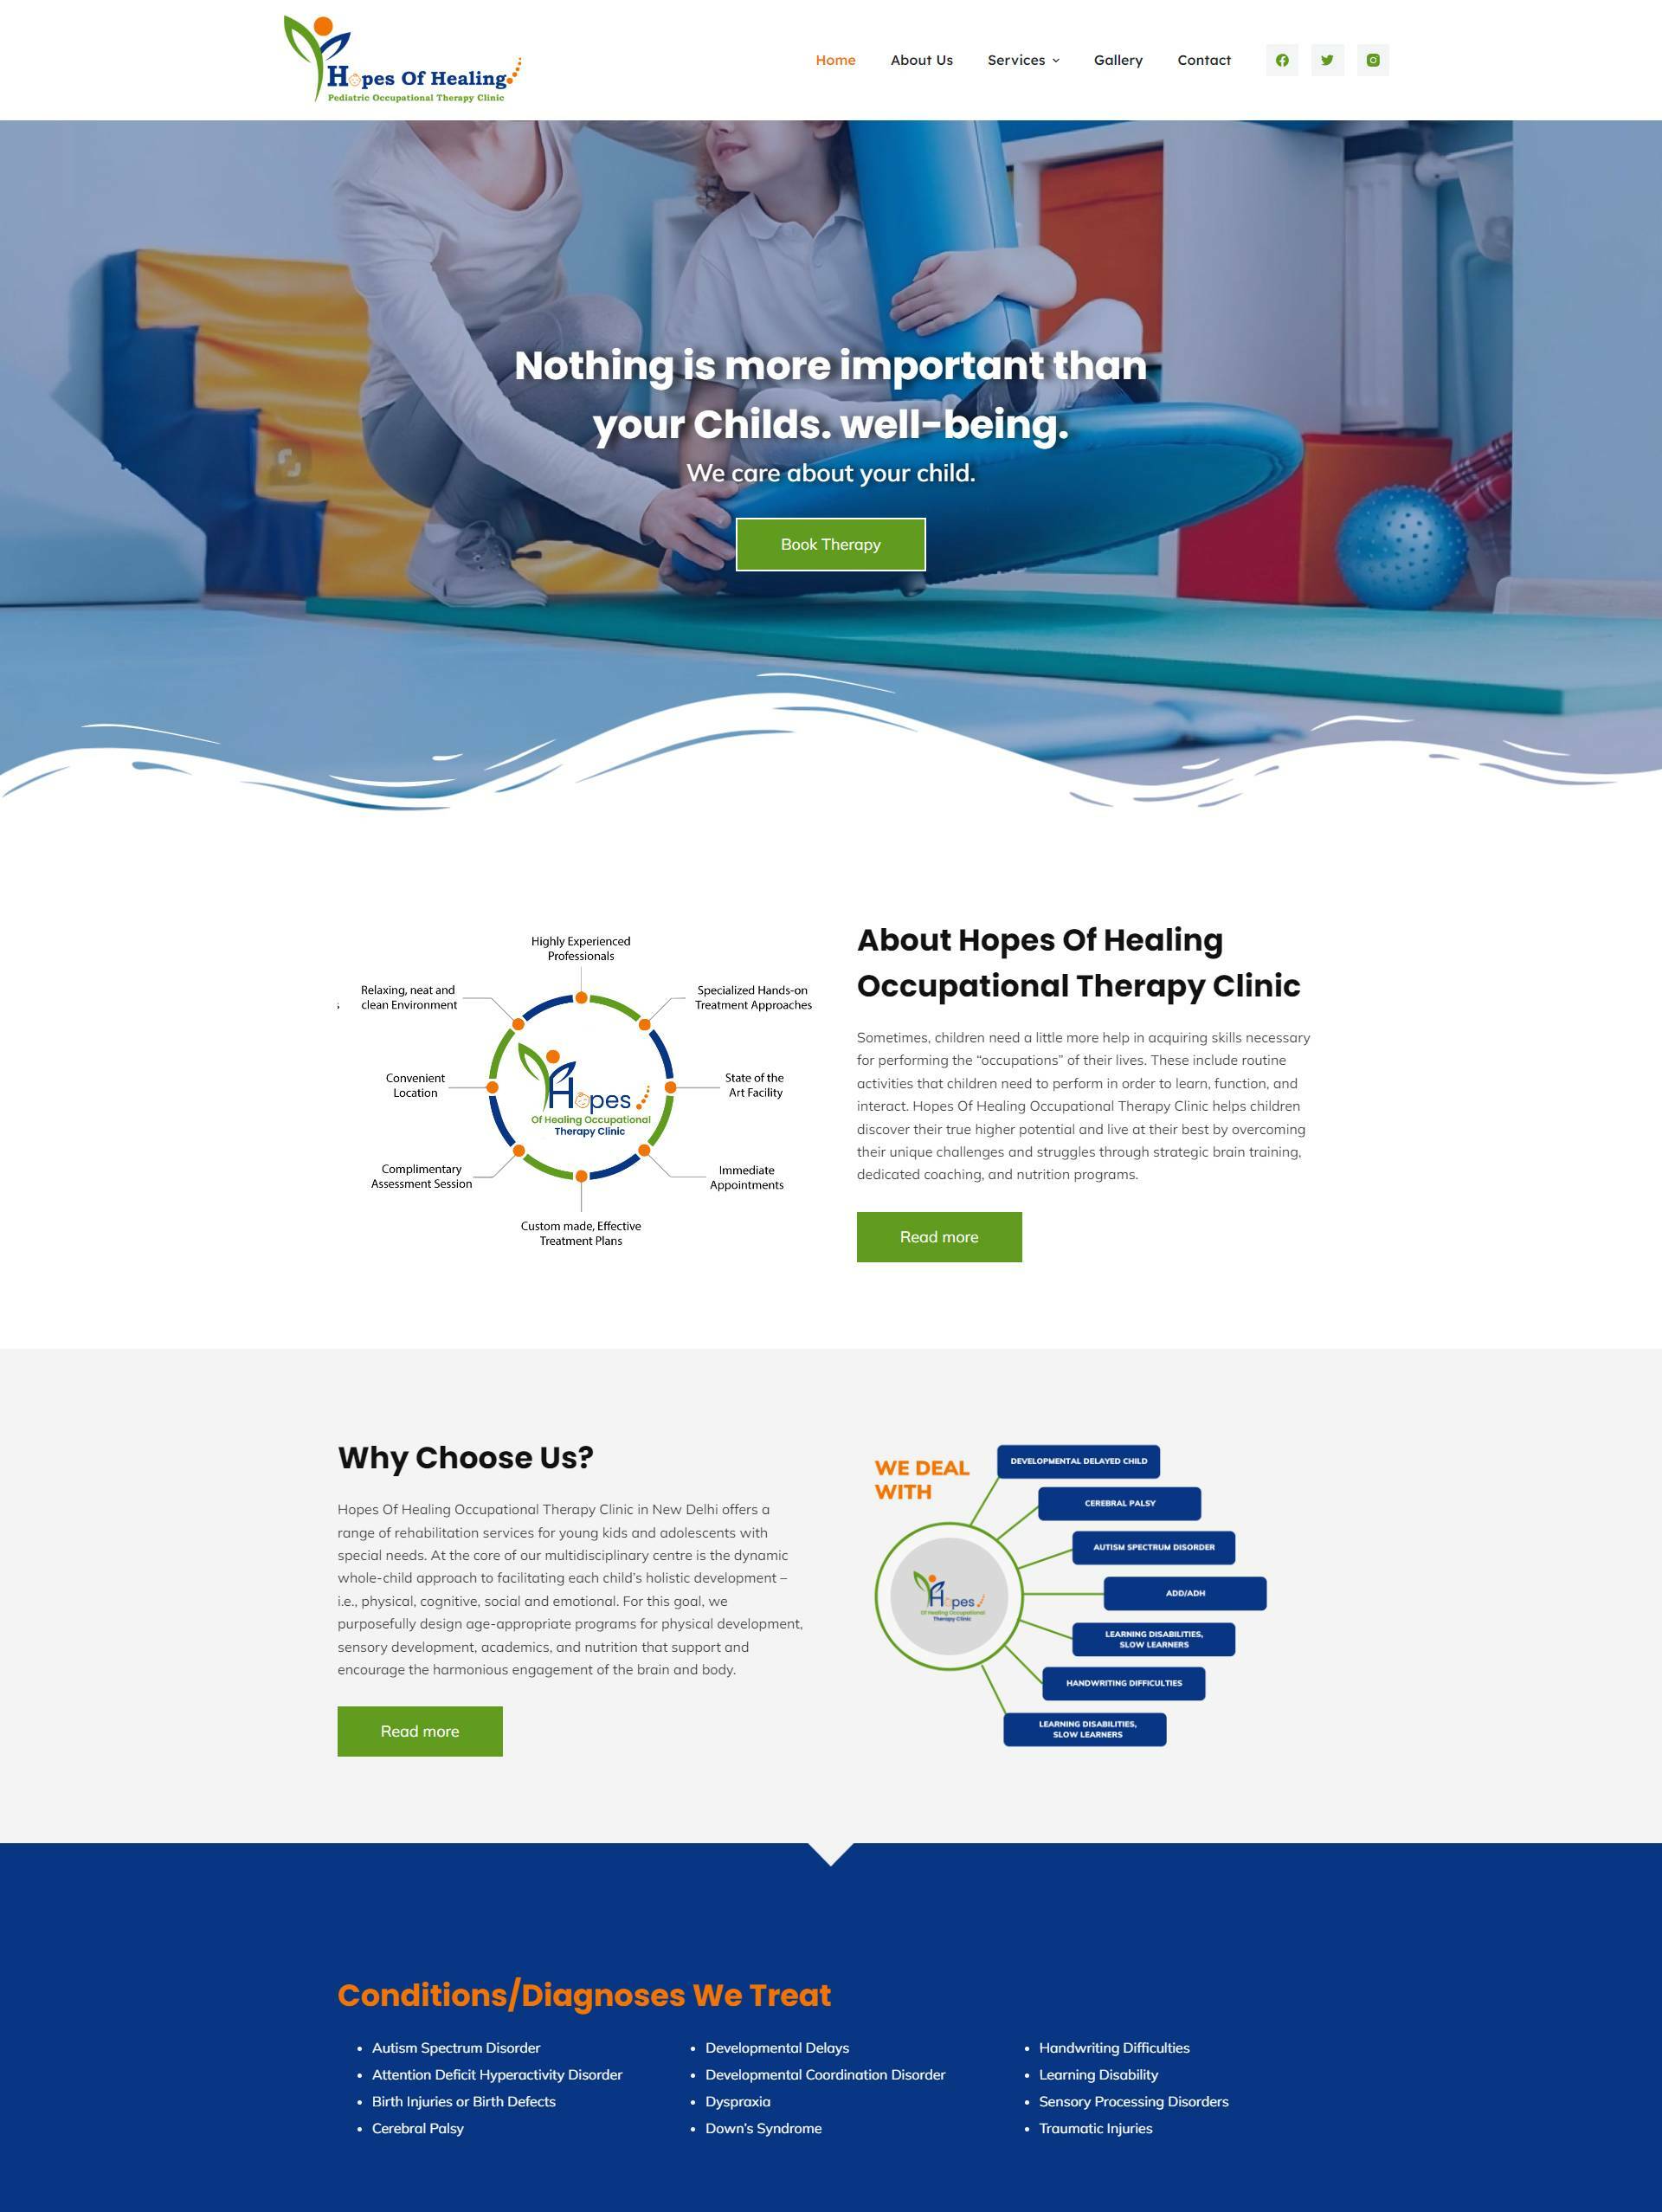 Hopes Of Healing
Pediatric Occupational Therapy Clinic
Home
About Us
Services
Gallery
Contact
Nothing is more important than
your Childs. well-being.
We care about your child.
Book Therapy
Highly Experienced
Professionals
Relaxing, neat and
clean Environment
Specialized Hands-on
Treatment Approaches
Convenient
Location
State of the
Art Facility
Hopes
Of Healing Occupational
Therapy Clinic
Complimentary
Assessment Session
Immediate
Appointments
Custom made, Effective
Treatment Plans
About Hopes Of Healing
Occupational Therapy Clinic
Sometimes, children need a little more help in acquiring skills necessary
for performing the “occupations” of their lives. These include routine
activities that children need to perform in order to learn, function, and
interact. Hopes Of Healing Occupational Therapy Clinic helps children
discover their true higher potential and live at their best by overcoming
their unique challenges and struggles through strategic brain training,
dedicated coaching, and nutrition programs.
Read more
Why Choose Us?
Hopes Of Healing Occupational Therapy Clinic in New Delhi offers a
range of rehabilitation services for young kids and adolescents with
special needs. At the core of our multidisciplinary centre is the dynamic
whole-child approach to facilitating each child’s holistic development –
i.e., physical, cognitive, social and emotional. For this goal, we
purposefully design age-appropriate programs for physical development,
sensory development, academics, and nutrition that support and
encourage the harmonious engagement of the brain and body.
Read more
WE DEAL
WITH
DEVELOPMENTAL DELAYED CHILD
CEREBRAL PALSY
AUTISM SPECTRUM DISORDER
ADD/ADH
LEARNING DISABILITIES,
SLOW LEARNERS
HANDWRITING DIFFICULTIES
LEARNING DISABILITIES,
SLOW LEARNERS
Hopes
Of Healing Occupational
Therapy Clinic
Conditions/Diagnoses We Treat
Autism Spectrum Disorder
Attention Deficit Hyperactivity Disorder
Birth Injuries or Birth Defects
Cerebral Palsy
Developmental Delays
Developmental Coordination Disorder
Dyspraxia
Down’s Syndrome
Handwriting Difficulties
Learning Disability
Sensory Processing Disorders
Traumatic Injuries